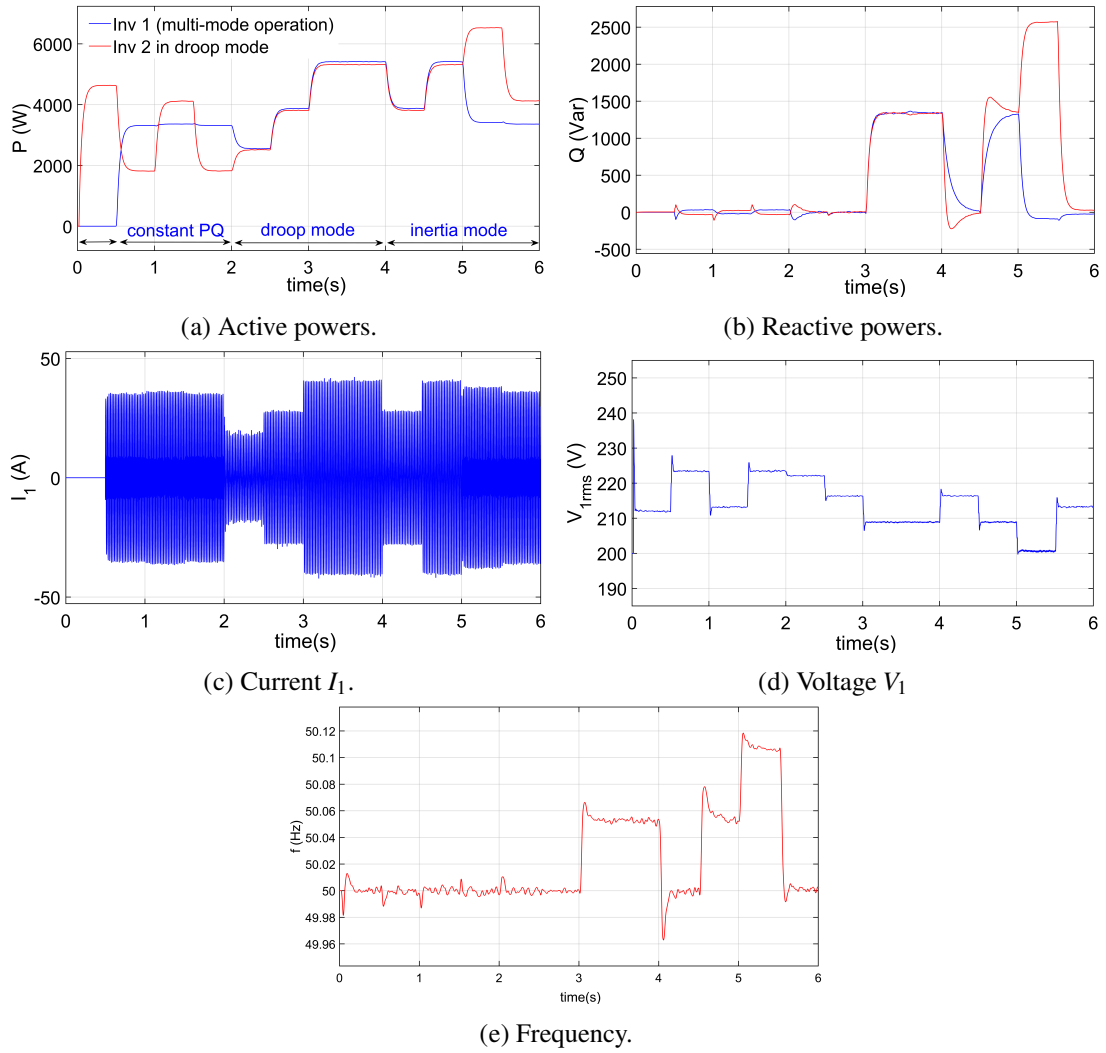 Inv 1 (multi-mode operation)
Inv 2 in droop mode
P (W)
6000
4000
2000
0
constant PQ
droop mode
inertia mode
0 1 2 3 4 5 6
time(s)
(a) Active powers.
Q (Var)
2500
2000
1500
1000
500
0
-500
0 1 2 3 4 5 6
time(s)
(b) Reactive powers.
I1 (A)
50
0
-50
0 1 2 3 4 5 6
time(s)
(c) Current I1.
V1rms (V)
250
240
230
220
210
200
190
0 1 2 3 4 5 6
time(s)
(d) Voltage V1
f (Hz)
50.12
50.1
50.08
50.06
50.04
50.02
50
49.98
49.96
0 1 2 3 4 5 6
time(s)
(e) Frequency.